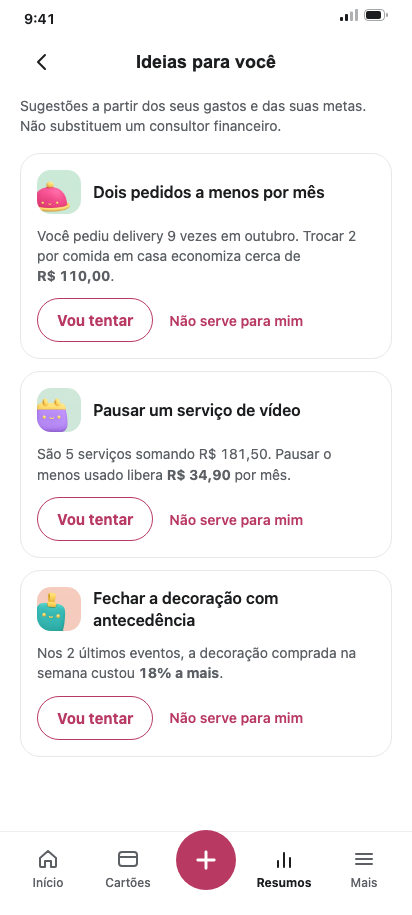 9:41
Ideias para você
Sugestões a partir dos seus gastos e das suas metas.
Não substituem um consultor financeiro.
Dois pedidos a menos por mês
Você pediu delivery 9 vezes em outubro. Trocar 2
por comida em casa economiza cerca de
R$ 110,00.
Vou tentar
Não serve para mim
Pausar um serviço de vídeo
São 5 serviços somando R$ 181,50. Pausar o
menos usado libera R$ 34,90 por mês.
Vou tentar
Não serve para mim
Fechar a decoração com
antecedência
Nos 2 últimos eventos, a decoração comprada na
semana custou 18% a mais.
Vou tentar
Não serve para mim
Início
Cartões
Resumos
Mais